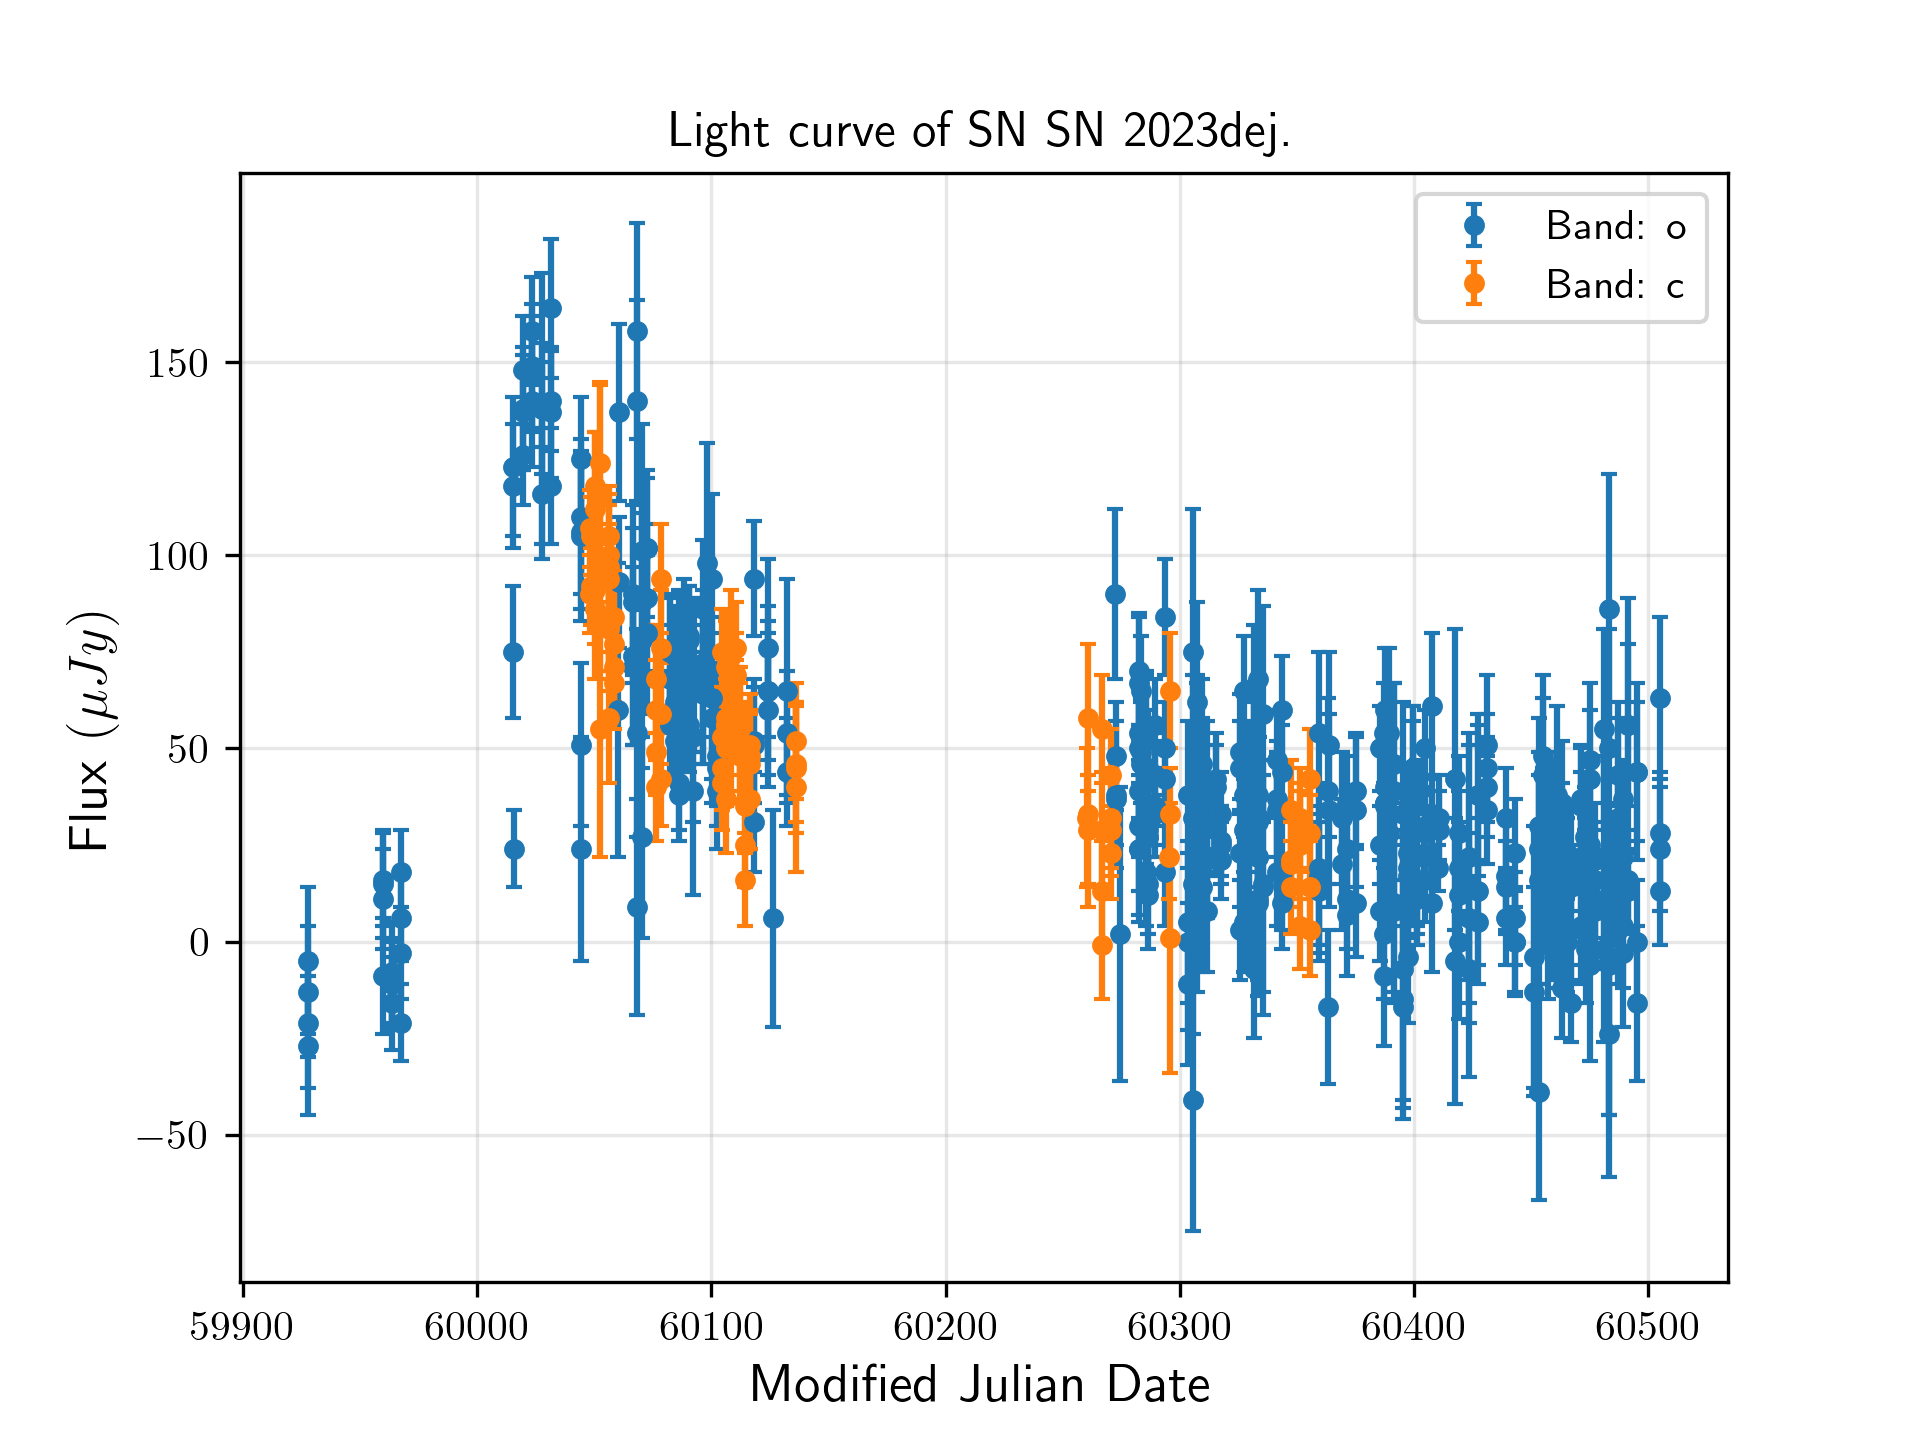 Light curve of SN SN 2023dej.
Band: o
Band: c
Flux (μJy)
150
100
50
0
−50
59900 60000 60100 60200 60300 60400 60500
Modified Julian Date